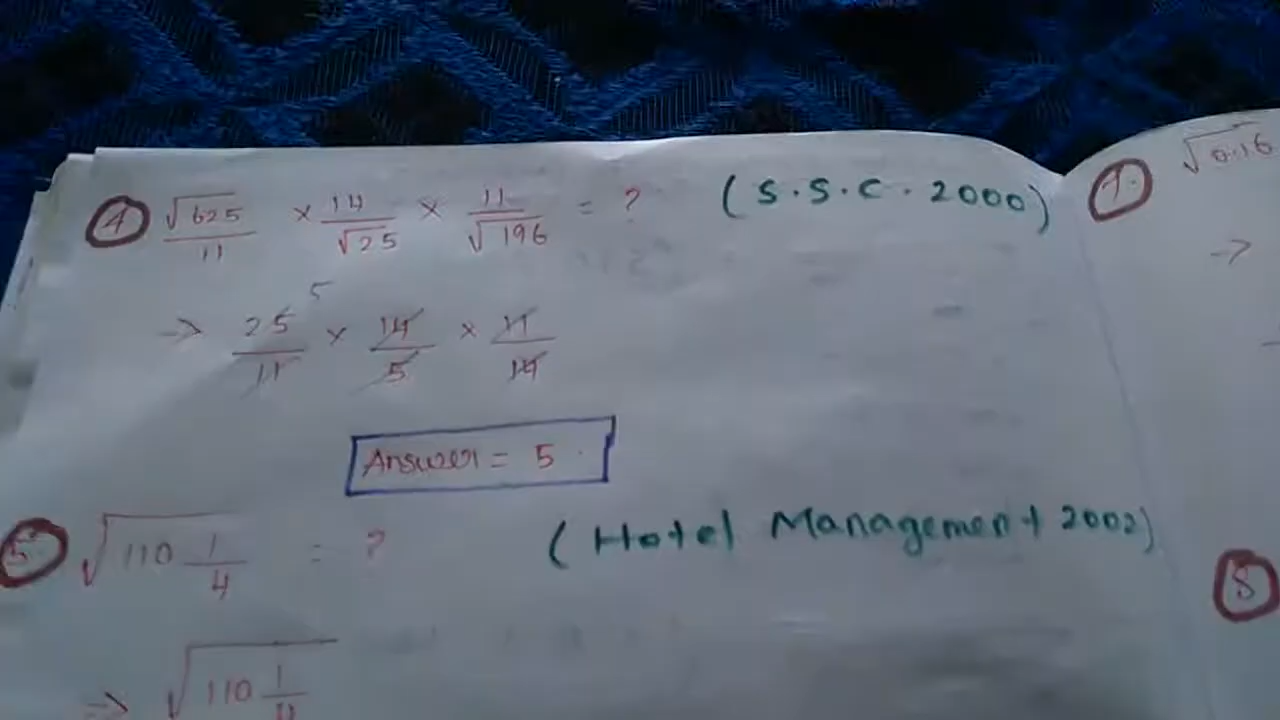 4 √625/11 × 14/√25 × 11/√196 = ? (S.S.C. 2000)
5
→ 25/11 × 14/5 × 11/14
Answer = 5
5 √110 1/4 = ? (Hotel Management 2002)
→ √110 1/4
7. √0.16
→
8